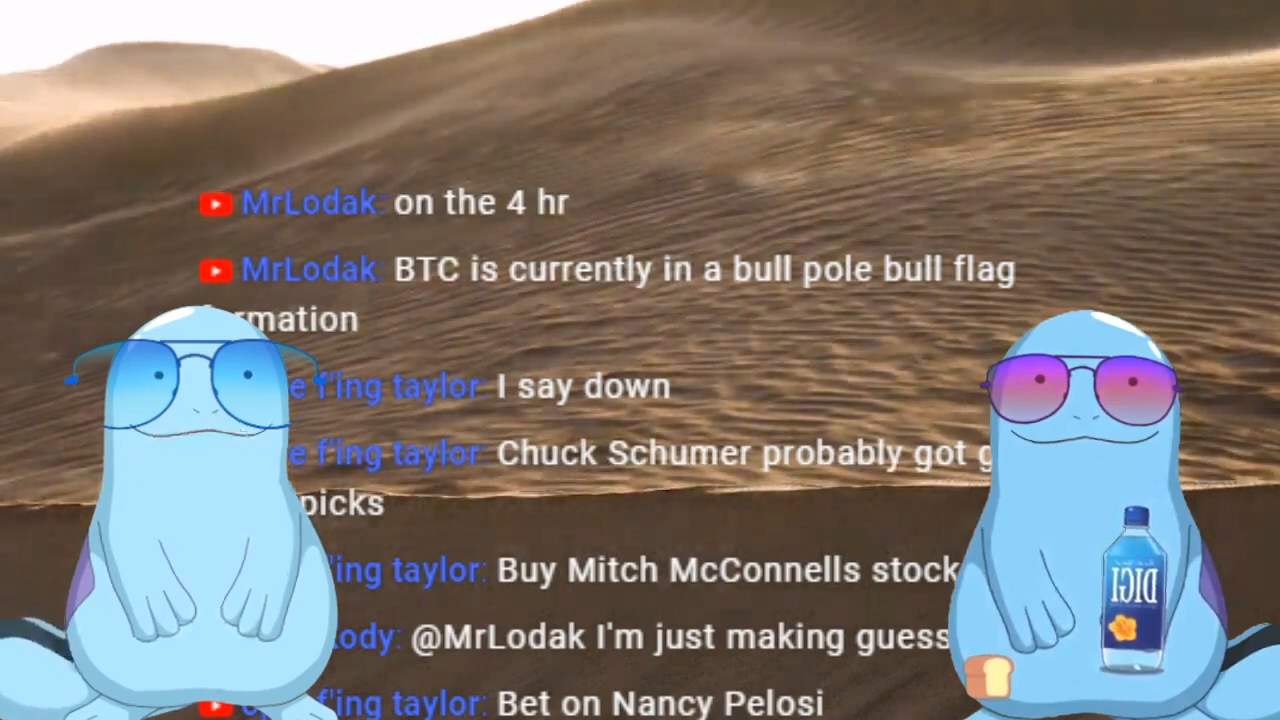 MrLodak: on the 4 hr
MrLodak: BTC is currently in a bull pole bull flag
rmation
e f'ing taylor: I say down
e f'ing taylor: Chuck Schumer probably got g
picks
'ing taylor: Buy Mitch McConnells stock
ody: @MrLodak I'm just making guess
f'ing taylor: Bet on Nancy Pelosi
DIGI